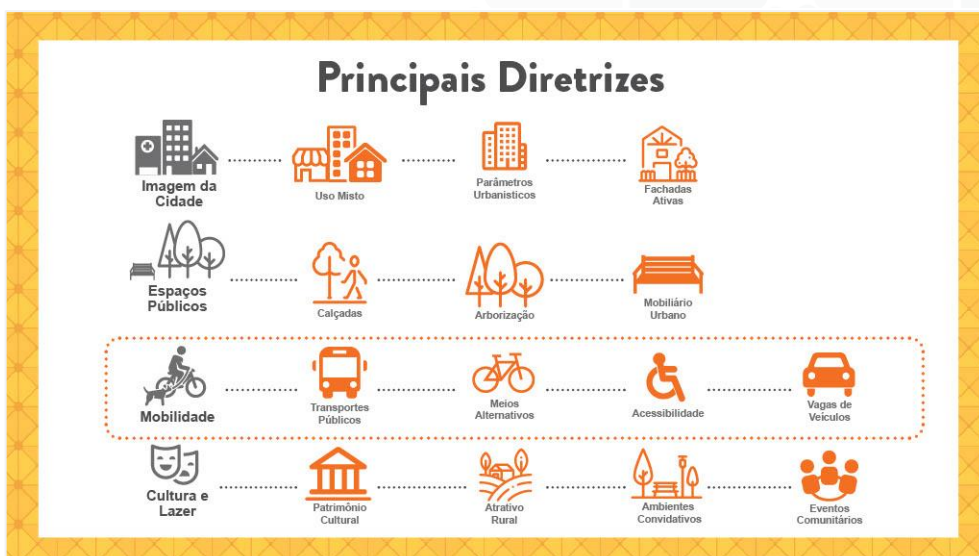 Principais Diretrizes
Imagem da
Cidade
Uso Misto
Parâmetros
Urbanisticos
Fachadas
Ativas
Espaços
Públicos
Calçadas
Arborização
Mobiliário
Urbano
Mobilidade
Transportes
Públicos
Meios
Alternativos
Acessibilidade
Vagas de
Veículos
Cultura e
Lazer
Patrimônio
Cultural
Atrativo
Rural
Ambientes
Convidativos
Eventos
Comunitários